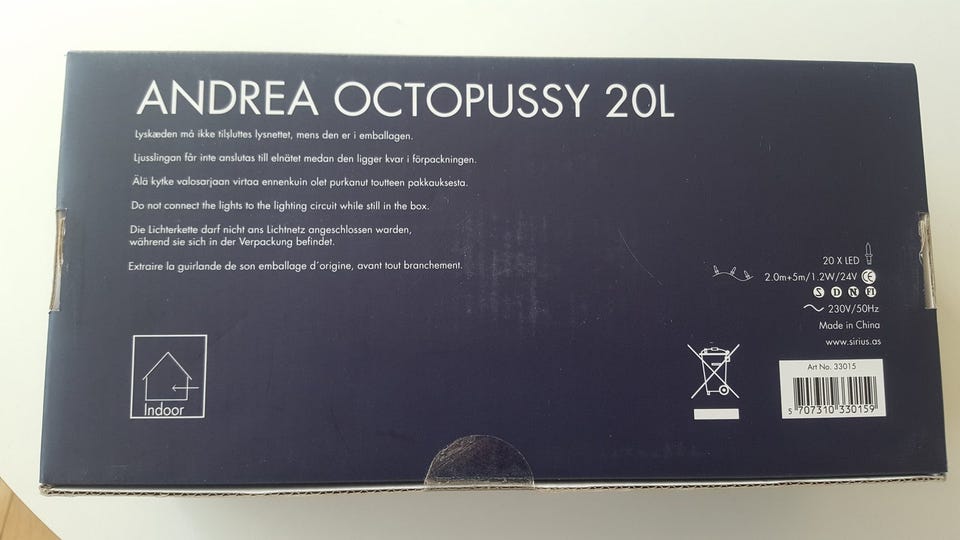 ANDREA OCTOPUSSY 20L
Lyskæden må ikke tilsluttes lysnettet, mens den er i emballagen.
Ljusslingan får inte anslutas till elnätet medan den ligger kvar i förpackningen.
Älä kytke valosarjaan virtaa ennenkuin olet purkanut toutteen pakkauksesta.
Do not connect the lights to the lighting circuit while still in the box.
Die Lichterkette darf nicht ans Lichtnetz angeschlossen warden,
während sie sich in der Verpackung befindet.
Extraire la guirlande de son emballage d´origine, avant tout branchement.
20 X LED
2.0m+5m/1.2W/24V CE
S D N FI
230V/50Hz
Made in China
www.sirius.as
Art No. 33015
5 707310 330159
Indoor